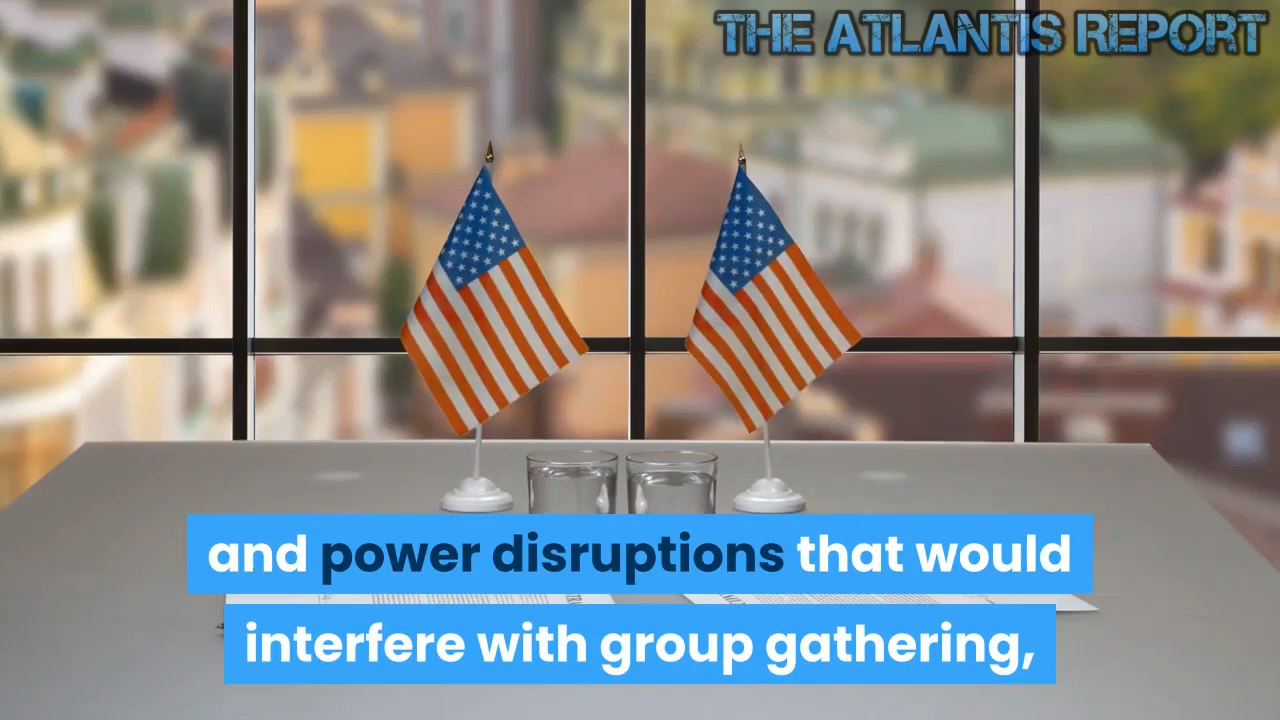 THE ATLANTIS REPORT
and power disruptions that would
interfere with group gathering,